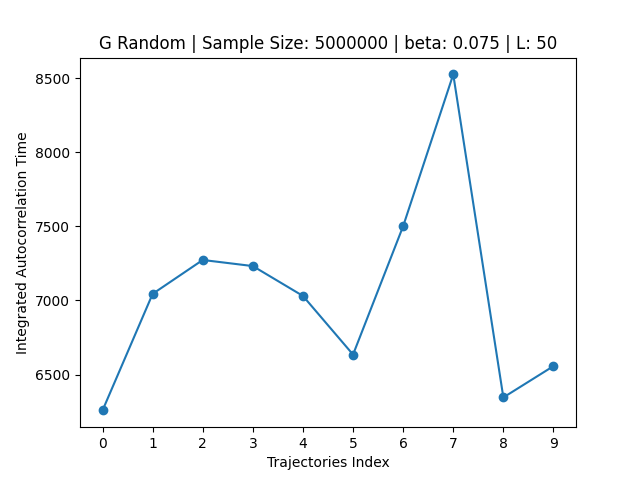 G Random | Sample Size: 5000000 | beta: 0.075 | L: 50
Integrated Autocorrelation Time
8500
8000
7500
7000
6500
0 1 2 3 4 5 6 7 8 9
Trajectories Index